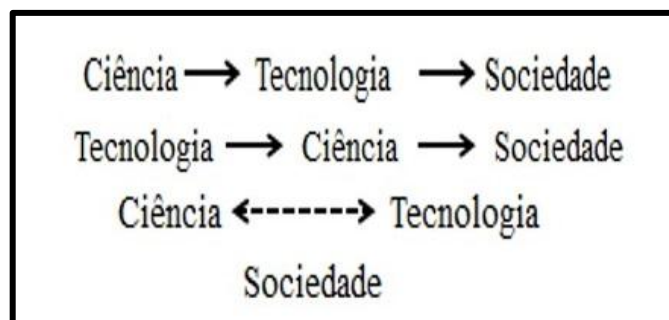 Ciência → Tecnologia → Sociedade
Tecnologia → Ciência → Sociedade
Ciência ↔ Tecnologia
Sociedade